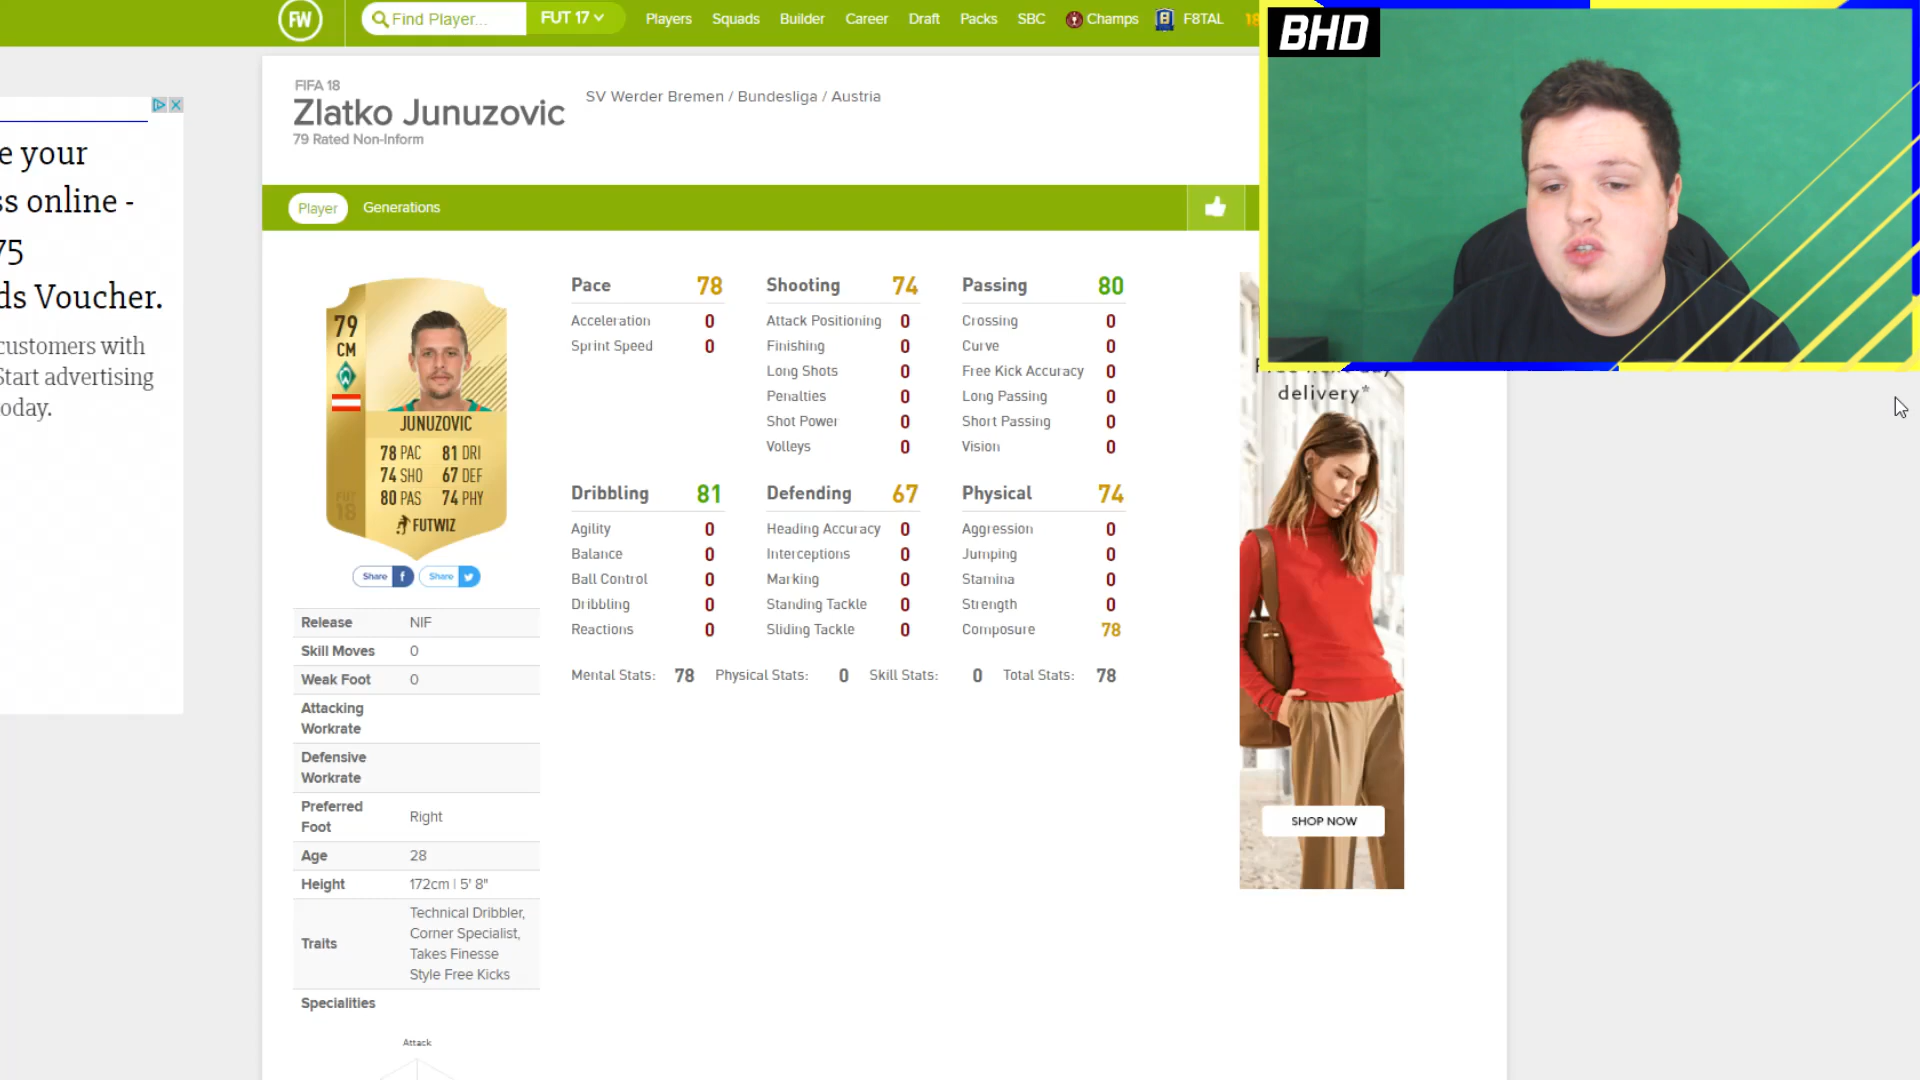 FW
Find Player...
FUT 17
Players
Squads
Builder
Career
Draft
Packs
SBC
Champs
F8TAL
BHD
FIFA 18
Zlatko Junuzovic
SV Werder Bremen / Bundesliga / Austria
79 Rated Non-Inform
e your
ss online -
75
ds Voucher.
customers with
Start advertising
oday.
Player
Generations
79
CM
JUNUZOVIC
78 PAC 81 DRI
74 SHO 67 DEF
80 PAS 74 PHY
FUT
18
FUTWIZ
Share f
Share
Pace 78
Acceleration 0
Sprint Speed 0
Shooting 74
Attack Positioning 0
Finishing 0
Long Shots 0
Penalties 0
Shot Power 0
Volleys 0
Passing 80
Crossing 0
Curve 0
Free Kick Accuracy 0
Long Passing 0
Short Passing 0
Vision 0
Dribbling 81
Agility 0
Balance 0
Ball Control 0
Dribbling 0
Reactions 0
Defending 67
Heading Accuracy 0
Interceptions 0
Marking 0
Standing Tackle 0
Sliding Tackle 0
Physical 74
Aggression 0
Jumping 0
Stamina 0
Strength 0
Composure 78
Mental Stats: 78 Physical Stats: 0 Skill Stats: 0 Total Stats: 78
Release NIF
Skill Moves 0
Weak Foot 0
Attacking
Workrate
Defensive
Workrate
Preferred
Foot
Right
Age 28
Height 172cm | 5' 8"
Traits
Technical Dribbler,
Corner Specialist,
Takes Finesse
Style Free Kicks
Specialities
Attack
delivery*
SHOP NOW